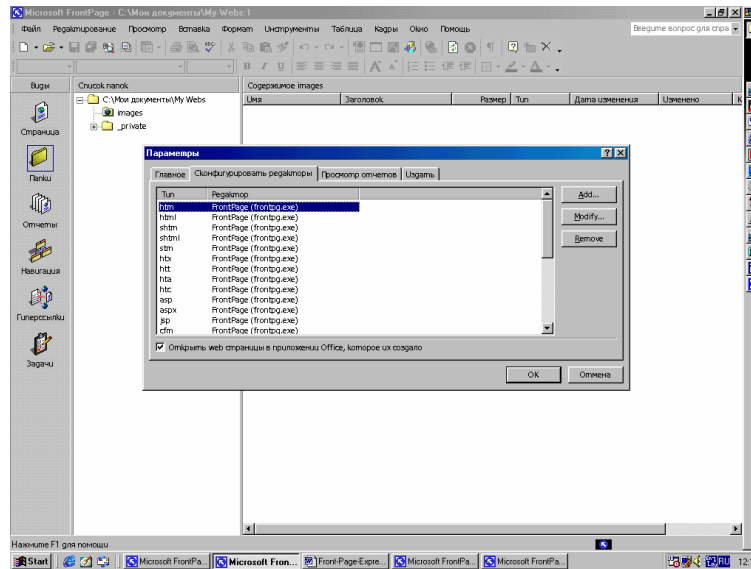 Microsoft FrontPage - C:\Мои документы\My Webs:1
Файл Редактирование Просмотр Вставка Формат Инструменты Таблица Кадры Окно Помощь
Введите вопрос для спра
Виды
Список папок
Содержимое images
C:\Мои документы\My Webs
images
_private
Имя Заголовок Размер Тип Дата изменения Изменено К
Страница
Папки
Отчеты
Навигация
Гиперссылки
Задачи
Параметры
Главное Сконфигурировать редакторы Просмотр отчетов Издать
Тип Редактор
htm FrontPage (frontpg.exe)
html FrontPage (frontpg.exe)
shtm FrontPage (frontpg.exe)
shtml FrontPage (frontpg.exe)
stm FrontPage (frontpg.exe)
htx FrontPage (frontpg.exe)
htt FrontPage (frontpg.exe)
hta FrontPage (frontpg.exe)
htc FrontPage (frontpg.exe)
asp FrontPage (frontpg.exe)
aspx FrontPage (frontpg.exe)
jsp FrontPage (frontpg.exe)
cfm FrontPage (frontpg.exe)
Add...
Modify...
Remove
Открыть web страницы в приложении Office, которое их создало
OK Отмена
Нажмите F1 для помощи
Start Microsoft FrontPa... Microsoft Fron... Front-Page-Expre... Microsoft FrontPa... Microsoft FrontPa... RU